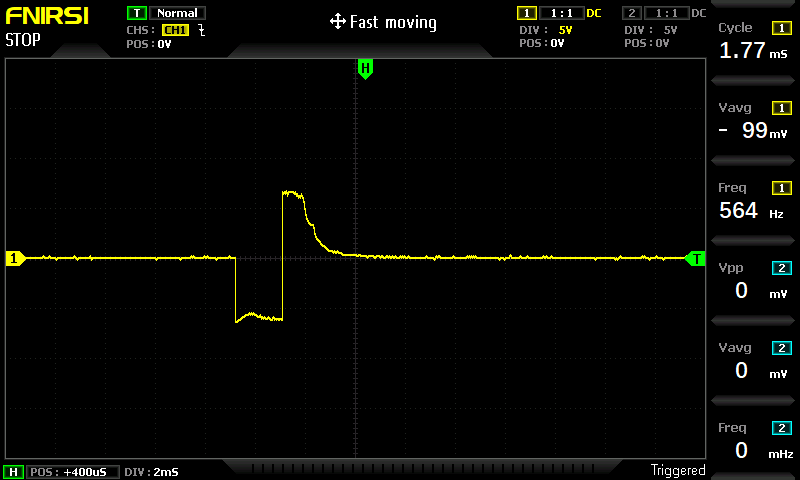 FNIRSI
STOP
T Normal
CHS: CH1
POS: 0V
Fast moving
1 1:1 DC
DIV: 5V
POS: 0V
2 1:1 DC
DIV: 5V
POS: 0V
H
1
T
Cycle 1
1.77 mS
Vavg 1
- 99 mV
Freq 1
564 Hz
Vpp 2
0 mV
Vavg 2
0 mV
Freq 2
0 mHz
H POS: +400uS DIV: 2mS
Triggered